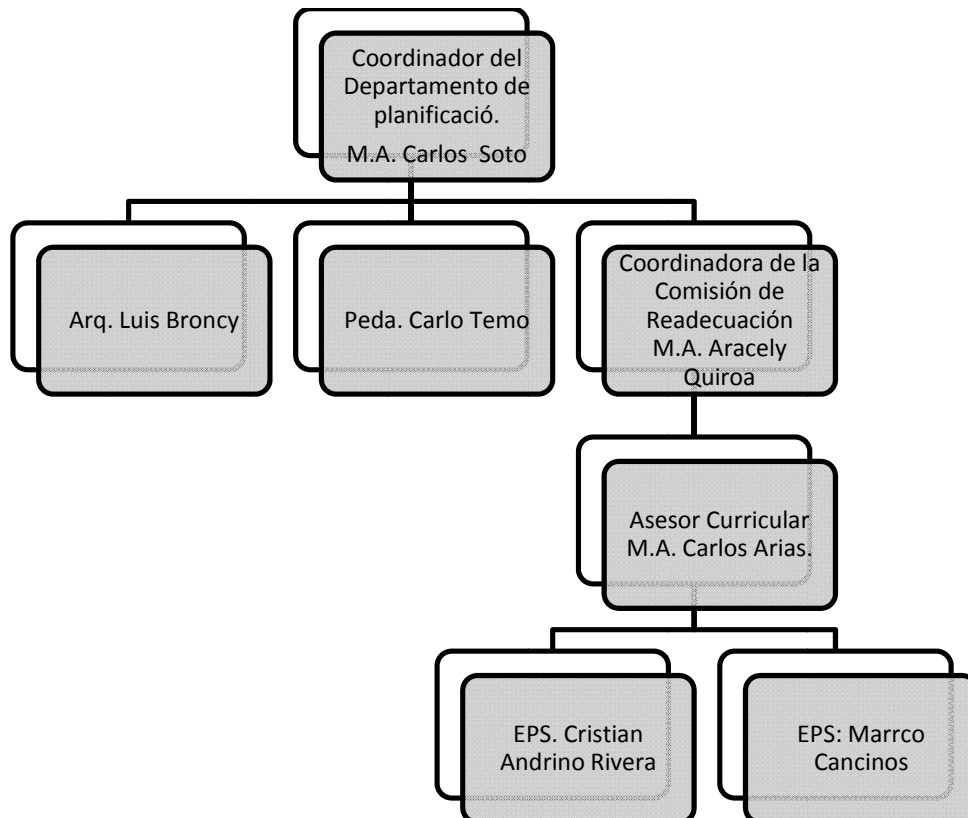 Coordinador del
Departamento de
planificació.
M.A. Carlos Soto
Arq. Luis Broncy
Peda. Carlo Temo
Coordinadora de la
Comisión de
Readecuación
M.A. Aracely
Quiroa
Asesor Curricular
M.A. Carlos Arias.
EPS. Cristian
Andrino Rivera
EPS: Marrco
Cancinos